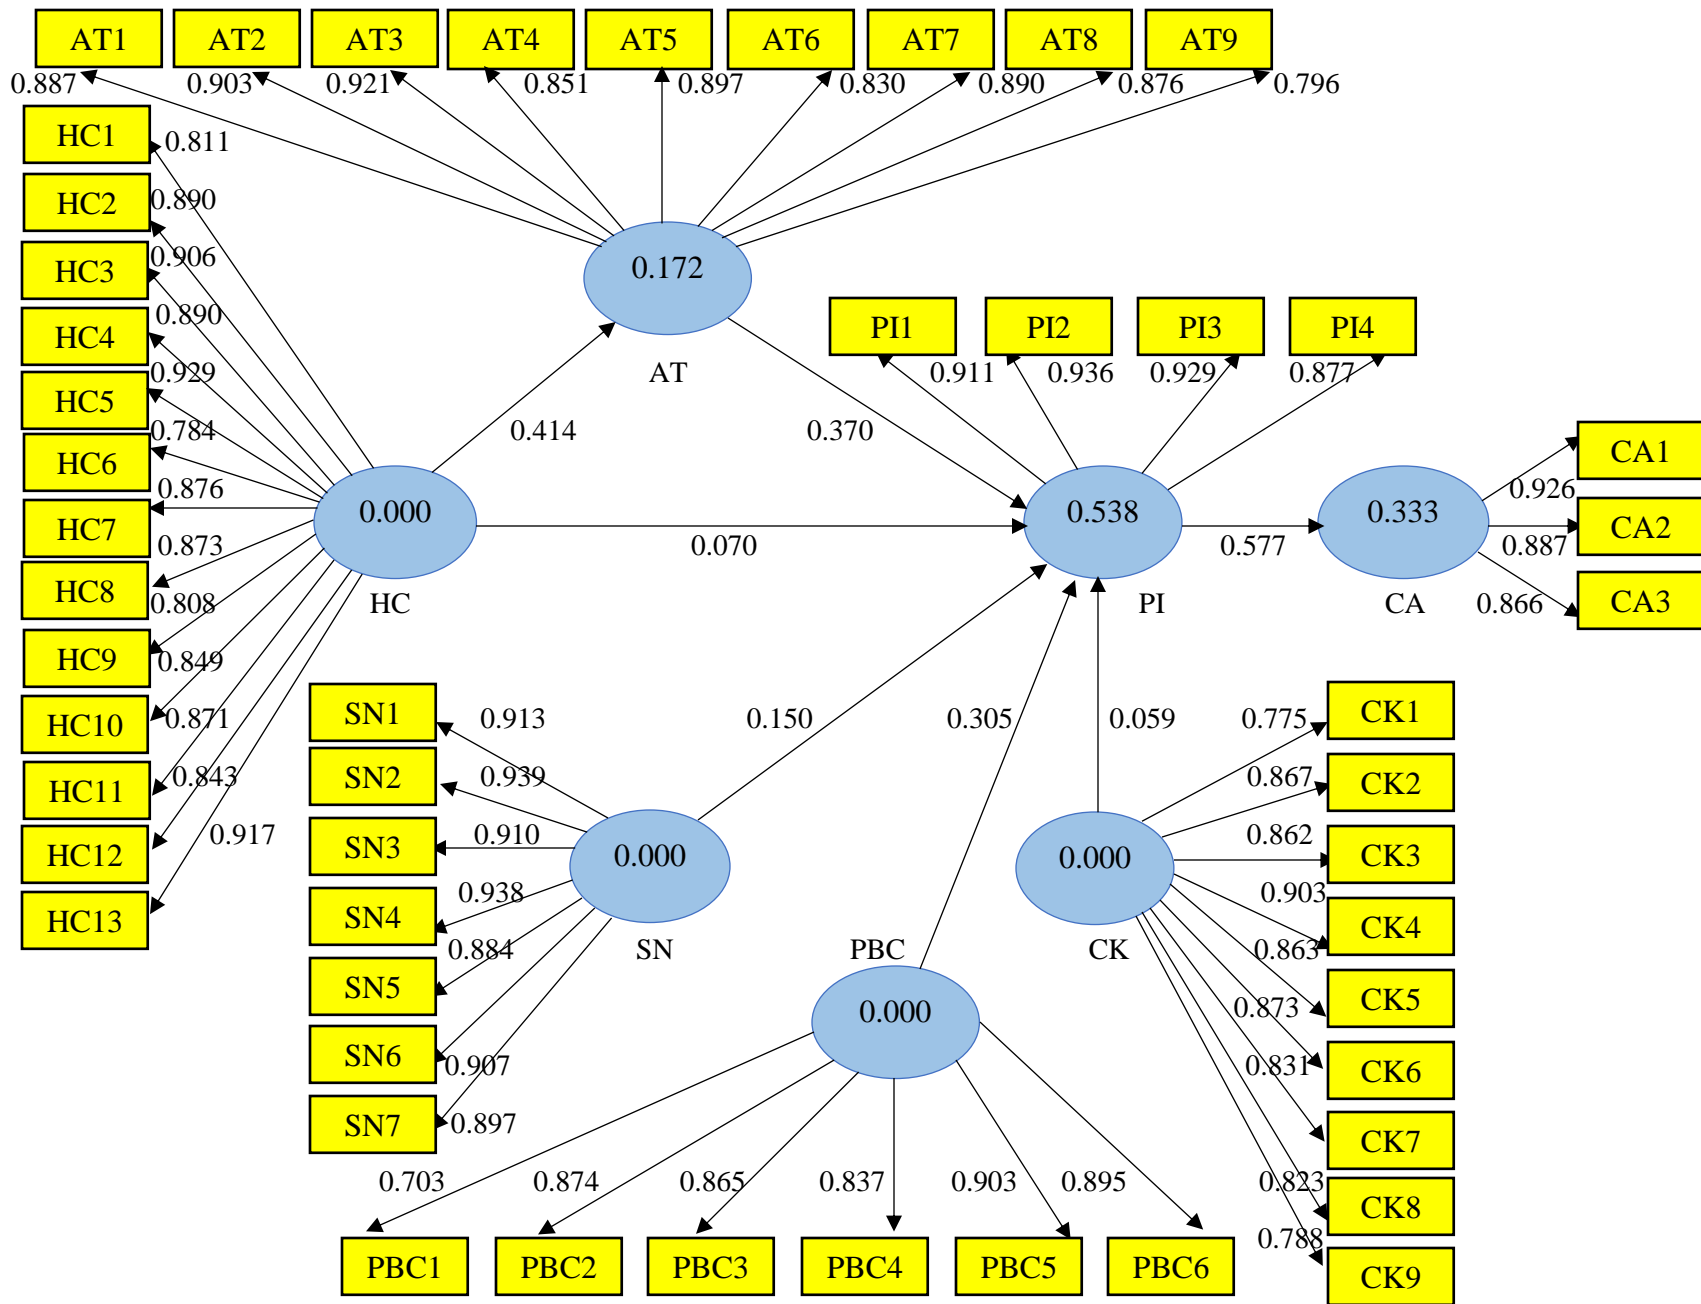 AT1 AT2 AT3 AT4 AT5 AT6 AT7 AT8 AT9
0.887 0.903 0.921 0.851 0.897 0.830 0.890 0.876 0.796
HC1 0.811
HC2 0.890
HC3 0.906
HC4 0.890
HC5 0.929
HC6 0.784
HC7 0.876
HC8 0.873
HC9 0.808
HC10 0.849
HC11 0.871
HC12 0.843
HC13 0.917
0.172
AT
0.414 0.370
PI1 PI2 PI3 PI4
0.911 0.936 0.929 0.877
0.000 0.538 0.333
0.070 0.577
HC PI CA
CA1 0.926
CA2 0.887
CA3 0.866
0.150 0.305 0.059
SN1 0.913
SN2 0.939
SN3 0.910
SN4 0.938
SN5 0.884
SN6 0.907
SN7 0.897
0.000
SN
0.000
CK
0.775 CK1
0.867 CK2
0.862 CK3
0.903 CK4
0.863 CK5
0.873 CK6
0.831 CK7
0.823 CK8
0.788 CK9
PBC
0.000
0.703 0.874 0.865 0.837 0.903 0.895
PBC1 PBC2 PBC3 PBC4 PBC5 PBC6